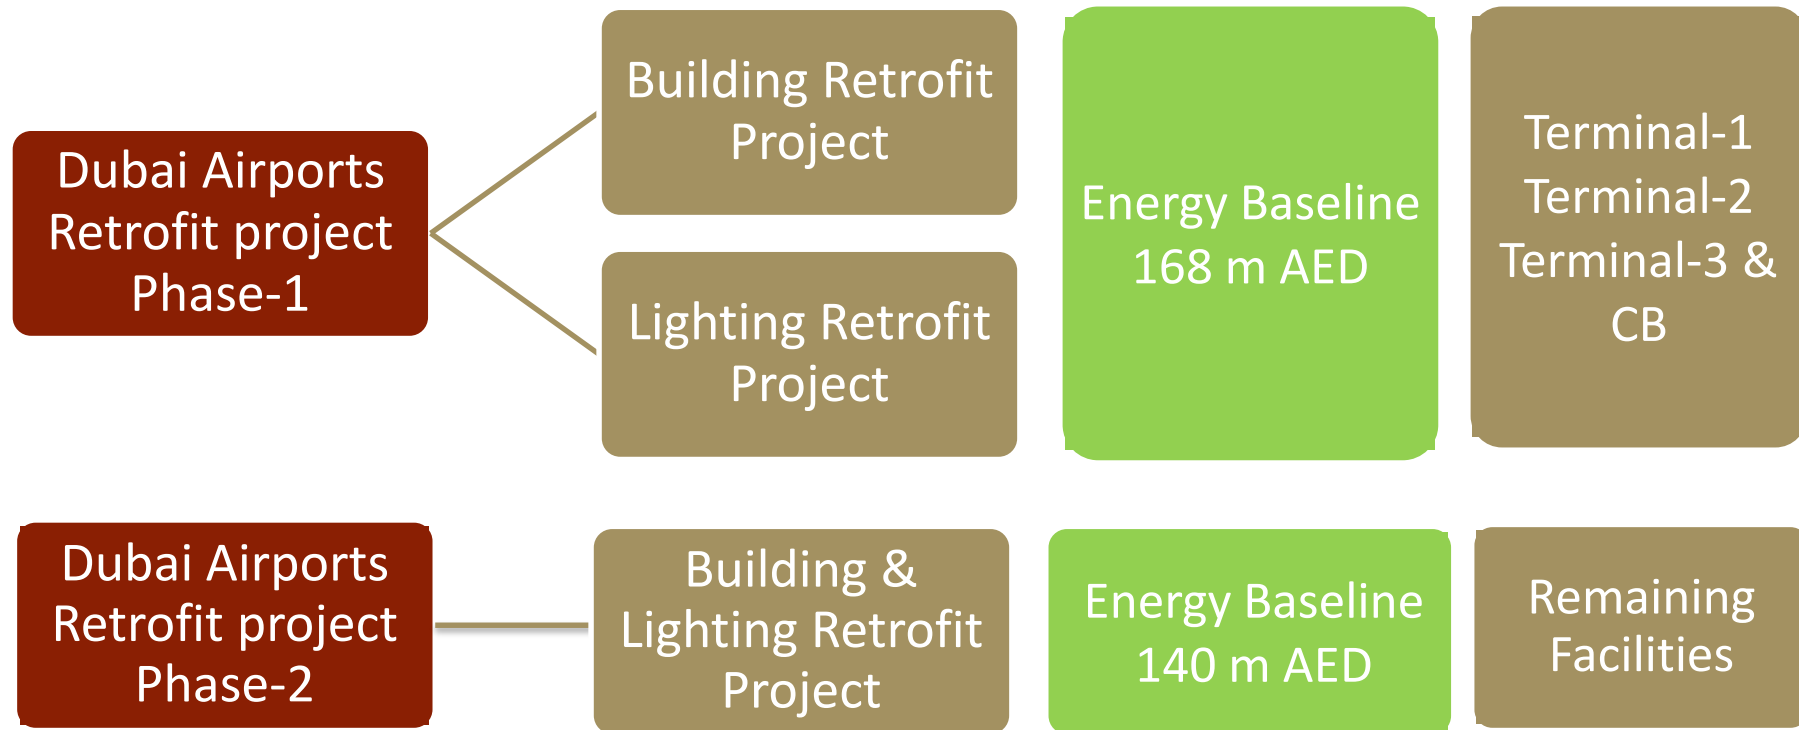 Dubai Airports
Retrofit project
Phase-1
Building Retrofit
Project
Lighting Retrofit
Project
Energy Baseline
168 m AED
Terminal-1
Terminal-2
Terminal-3 &
CB
Dubai Airports
Retrofit project
Phase-2
Building &
Lighting Retrofit
Project
Energy Baseline
140 m AED
Remaining
Facilities